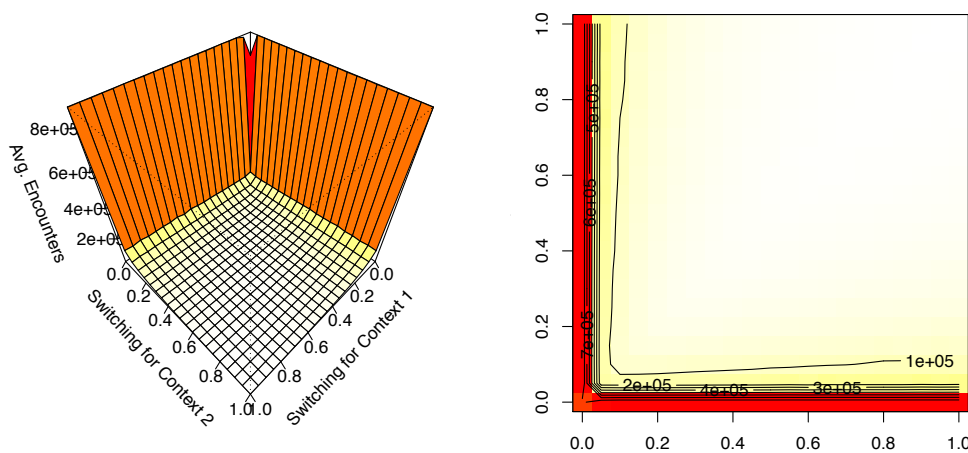 8e+05
6e+05
4e+05
2e+05
Avg. Encounters
0.0
0.2
0.4
0.6
0.8
1.0
Switching for Context 2
0.0
0.2
0.4
0.6
0.8
1.0
Switching for Context 1
1.0
0.8
0.6
0.4
0.2
0.0
5e+05
6e+05
7e+05
1e+05
2e+05
4e+05
3e+05
0.0 0.2 0.4 0.6 0.8 1.0